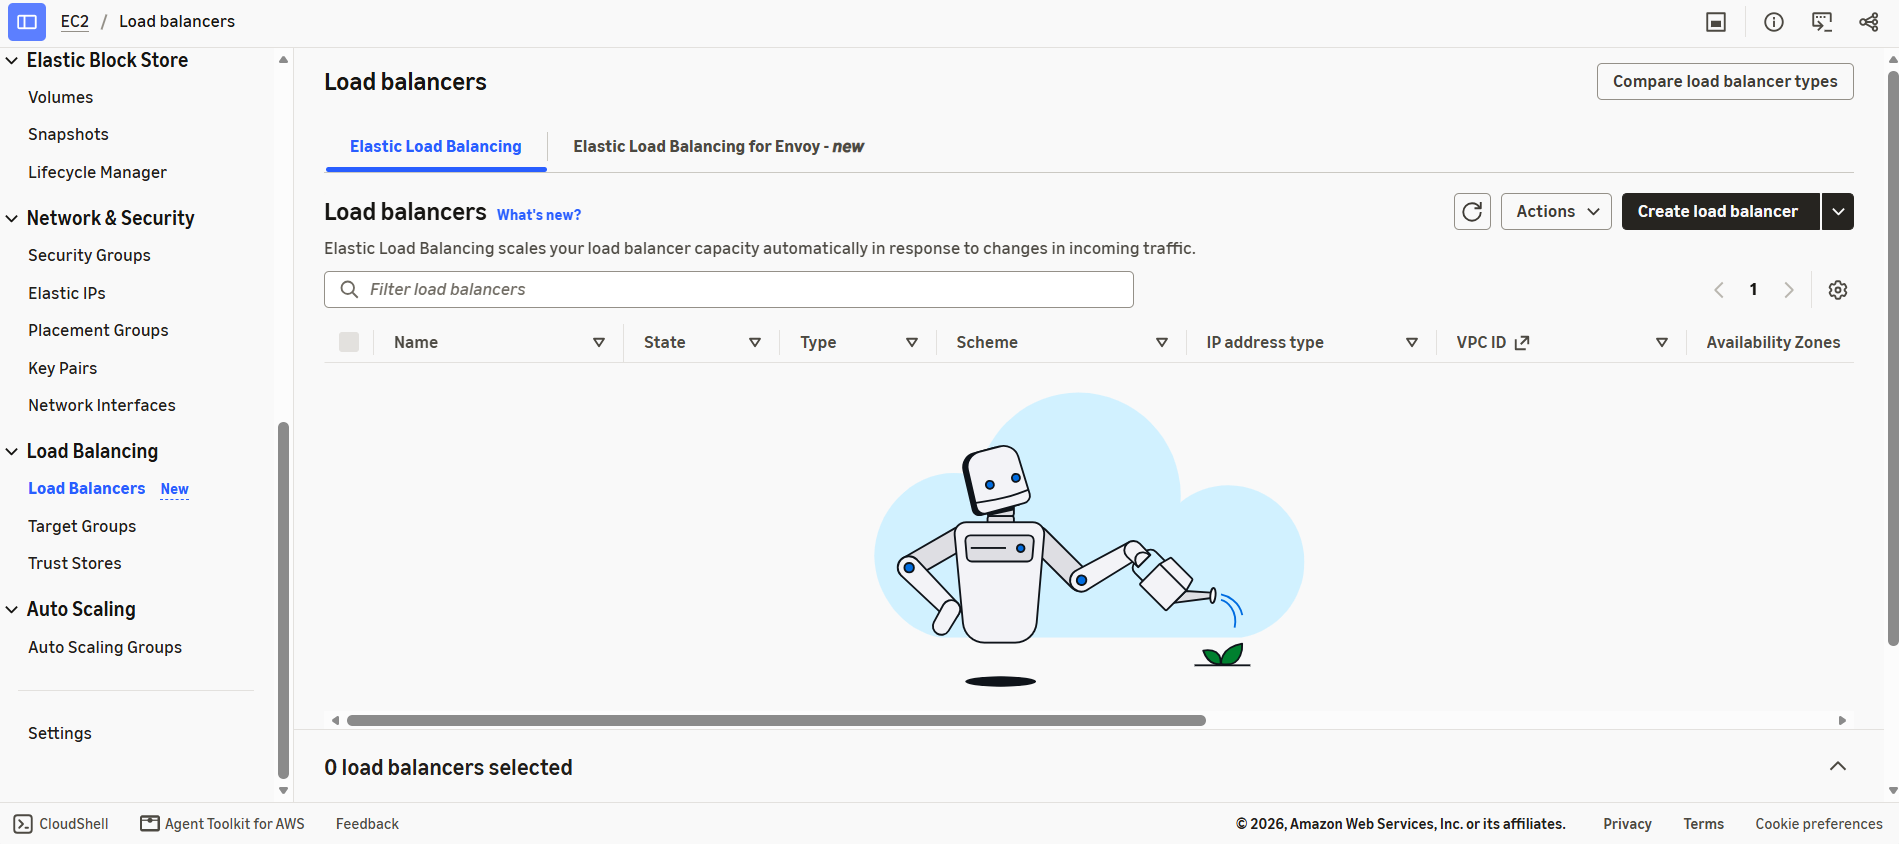 EC2 / Load balancers
Elastic Block Store
Volumes
Snapshots
Lifecycle Manager
Network & Security
Security Groups
Elastic IPs
Placement Groups
Key Pairs
Network Interfaces
Load Balancing
Load Balancers New
Target Groups
Trust Stores
Auto Scaling
Auto Scaling Groups
Settings
Load balancers
Compare load balancer types
Elastic Load Balancing
Elastic Load Balancing for Envoy - new
Load balancers What's new?
Actions
Create load balancer
Elastic Load Balancing scales your load balancer capacity automatically in response to changes in incoming traffic.
Filter load balancers
1
Name State Type Scheme IP address type VPC ID Availability Zones
0 load balancers selected
CloudShell Agent Toolkit for AWS Feedback © 2026, Amazon Web Services, Inc. or its affiliates. Privacy Terms Cookie preferences